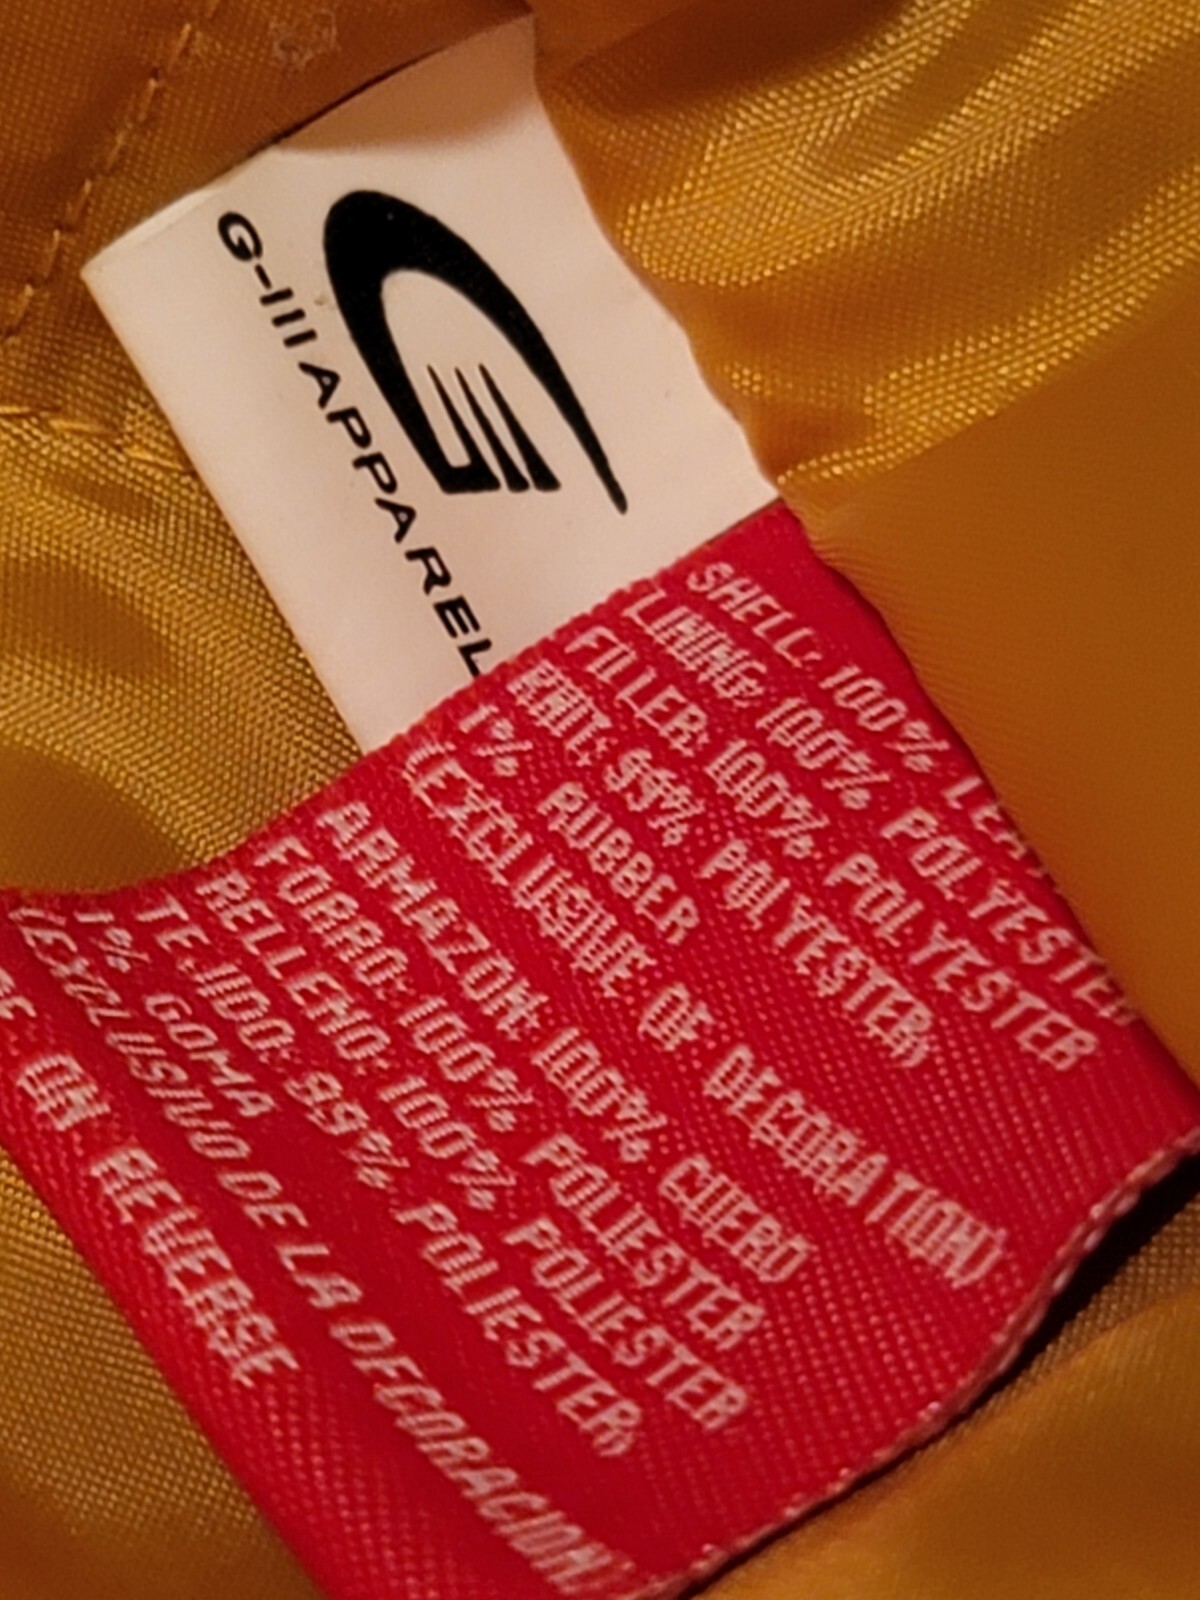 G-III APPAREL
SHELL: 100%
LINING: 100% POLYESTER
FILLER: 100% POLYESTER
KNIT: 99% POLYESTER,
1% RUBBER
(EXCLUSIVE OF DECORATION)
ARMAZON: 100% CUERO
FORRO: 100% POLIESTER
RELLENO: 100% POLIESTER
TEJIDO: 99% POLIESTER,
1% GOMA
(EXCLUSIVO DE LA DECORACION)
ON REVERSE